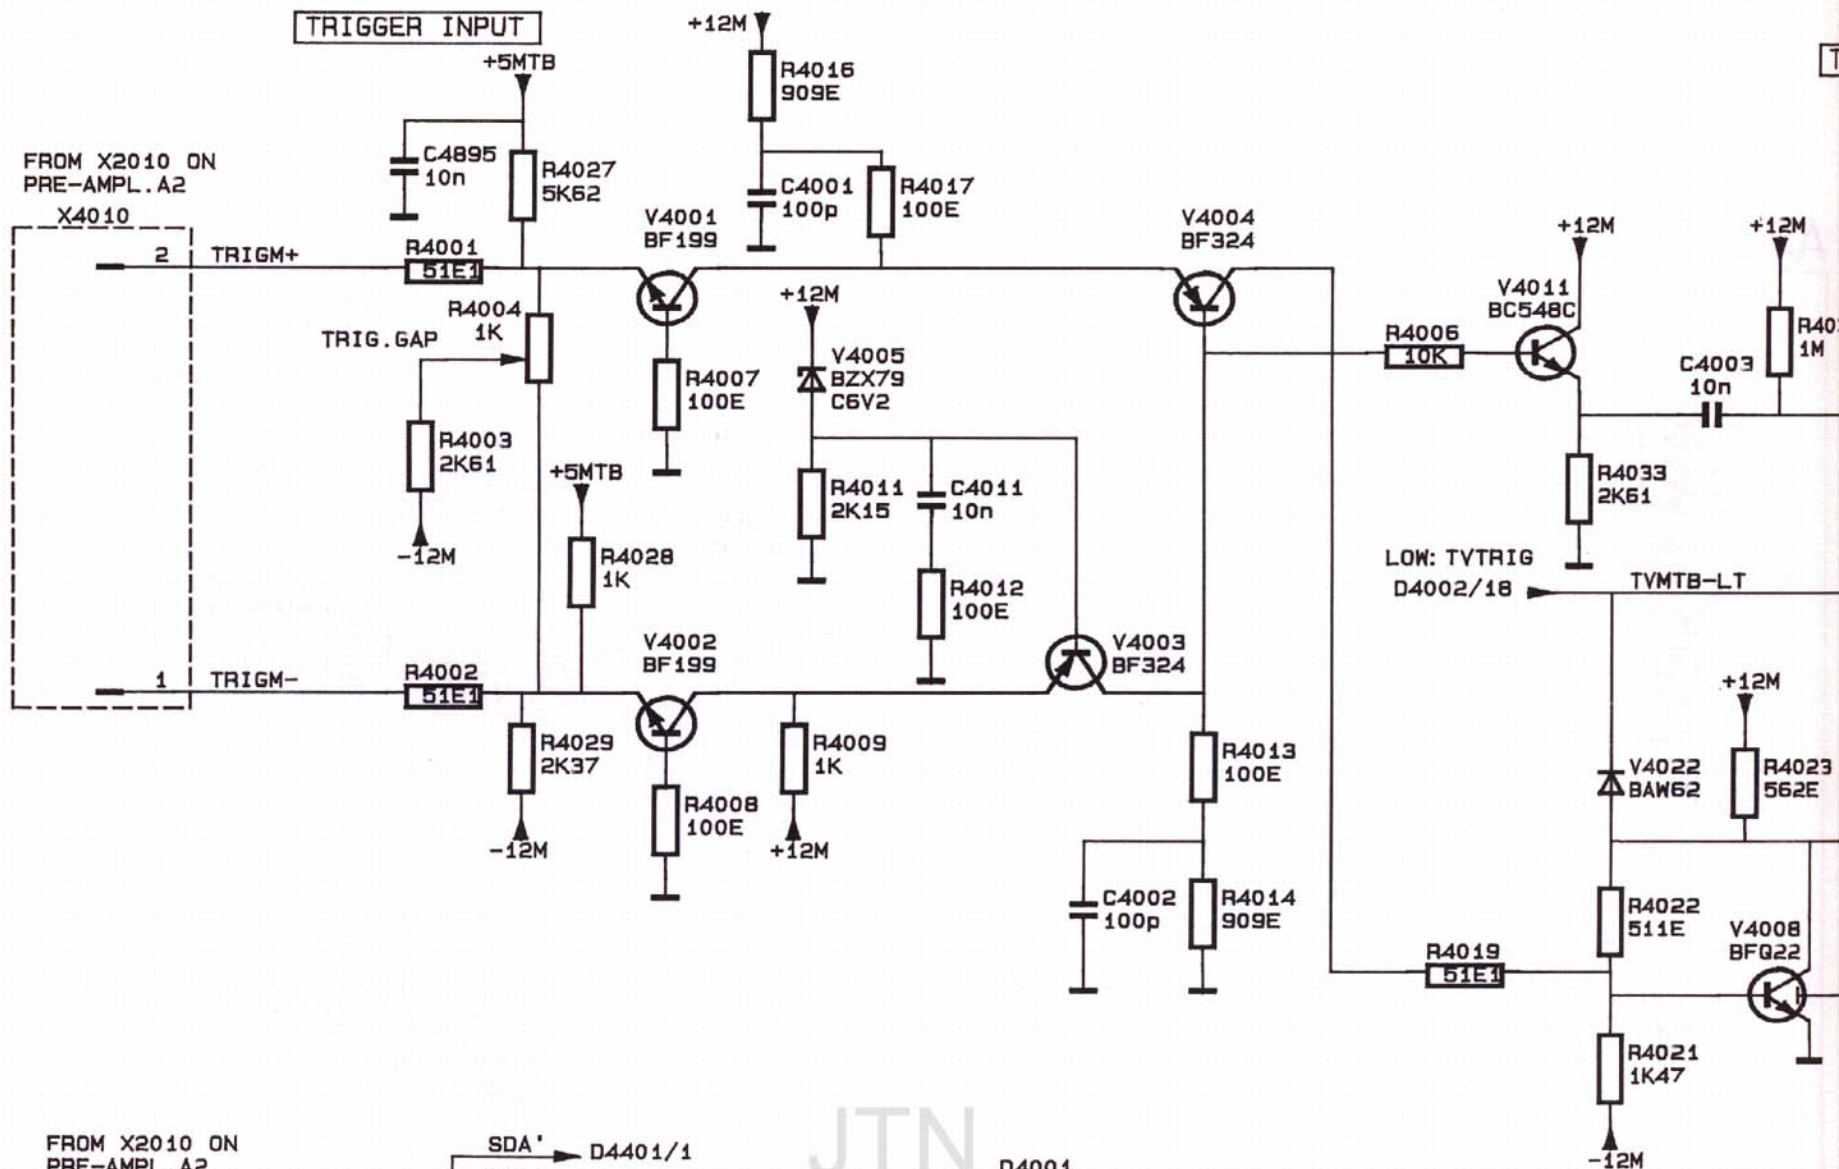 TRIGGER INPUT
+5MTB
+12M
R4016
909E
FROM X2010 ON
PRE-AMPL.A2
X4010
C4895
10n
R4027
5K62
C4001
100p
R4017
100E
V4001
BF199
V4004
BF324
2
TRIGM+
R4001
51E1
R4004
1K
TRIG.GAP
R4007
100E
+12M
V4005
BZX79
C6V2
+12M
+12M
V4011
BC548C
R4006
10K
C4003
10n
1M
R4003
2K61
-12M
+5MTB
R4028
1K
R4011
2K15
C4011
10n
R4012
100E
R4033
2K61
LOW: TVTRIG
D4002/18
TVMTB-LT
1
TRIGM-
R4002
51E1
V4002
BF199
V4003
BF324
R4029
2K37
-12M
R4008
100E
R4009
1K
+12M
R4013
100E
C4002
100p
R4014
909E
+12M
V4022
BAW62
R4023
562E
R4022
511E
V4008
BFQ22
R4019
51E1
R4021
1K47
-12M
FROM X2010 ON
PRE-AMPL.A2
SDA'
D4401/1
JTN
D4001